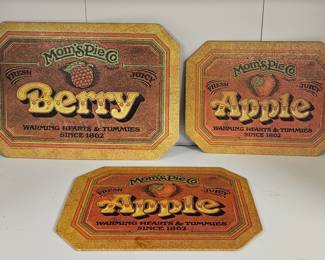 Mom's Pie Co
FRESH JUICY
Berry
WARMING HEARTS & TUMMIES
SINCE 1802
Mom's Pie Co
FRESH JUICY
Apple
WARMING HEARTS & TUMMIES
SINCE 1802
Mom's Pie Co
FRESH JUICY
Apple
WARMING HEARTS & TUMMIES
SINCE 1802